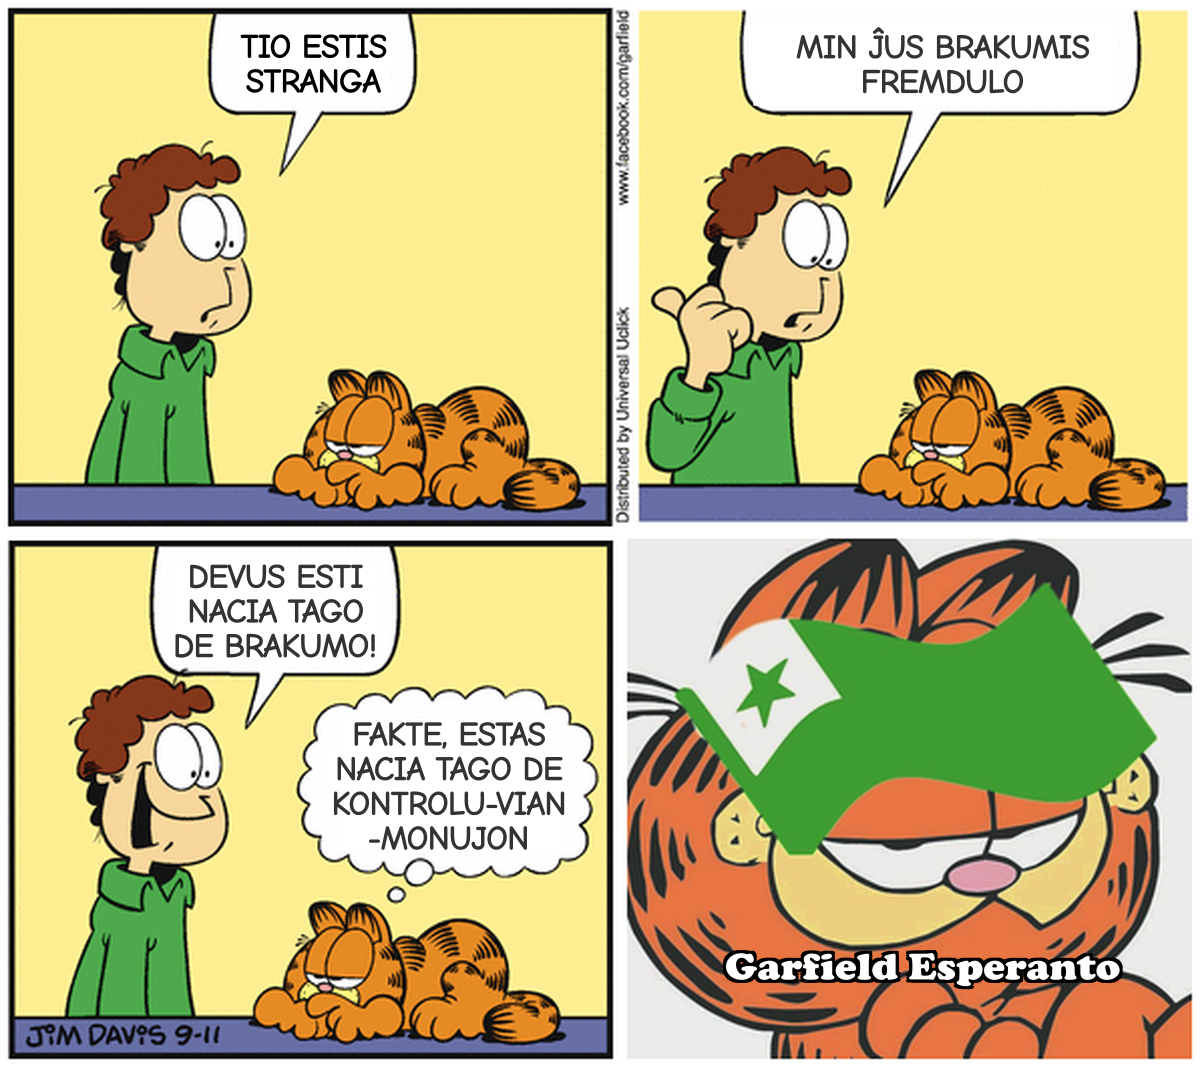 TIO ESTIS
STRANGA
www.facebook.com/garfield
Distributed by Universal Uclick
MIN ĴUS BRAKUMIS
FREMDULO
DEVUS ESTI
NACIA TAGO
DE BRAKUMO!
FAKTE, ESTAS
NACIA TAGO DE
KONTROLU-VIAN
-MONUJON
JIM DAVIS 9-11
Garfield Esperanto